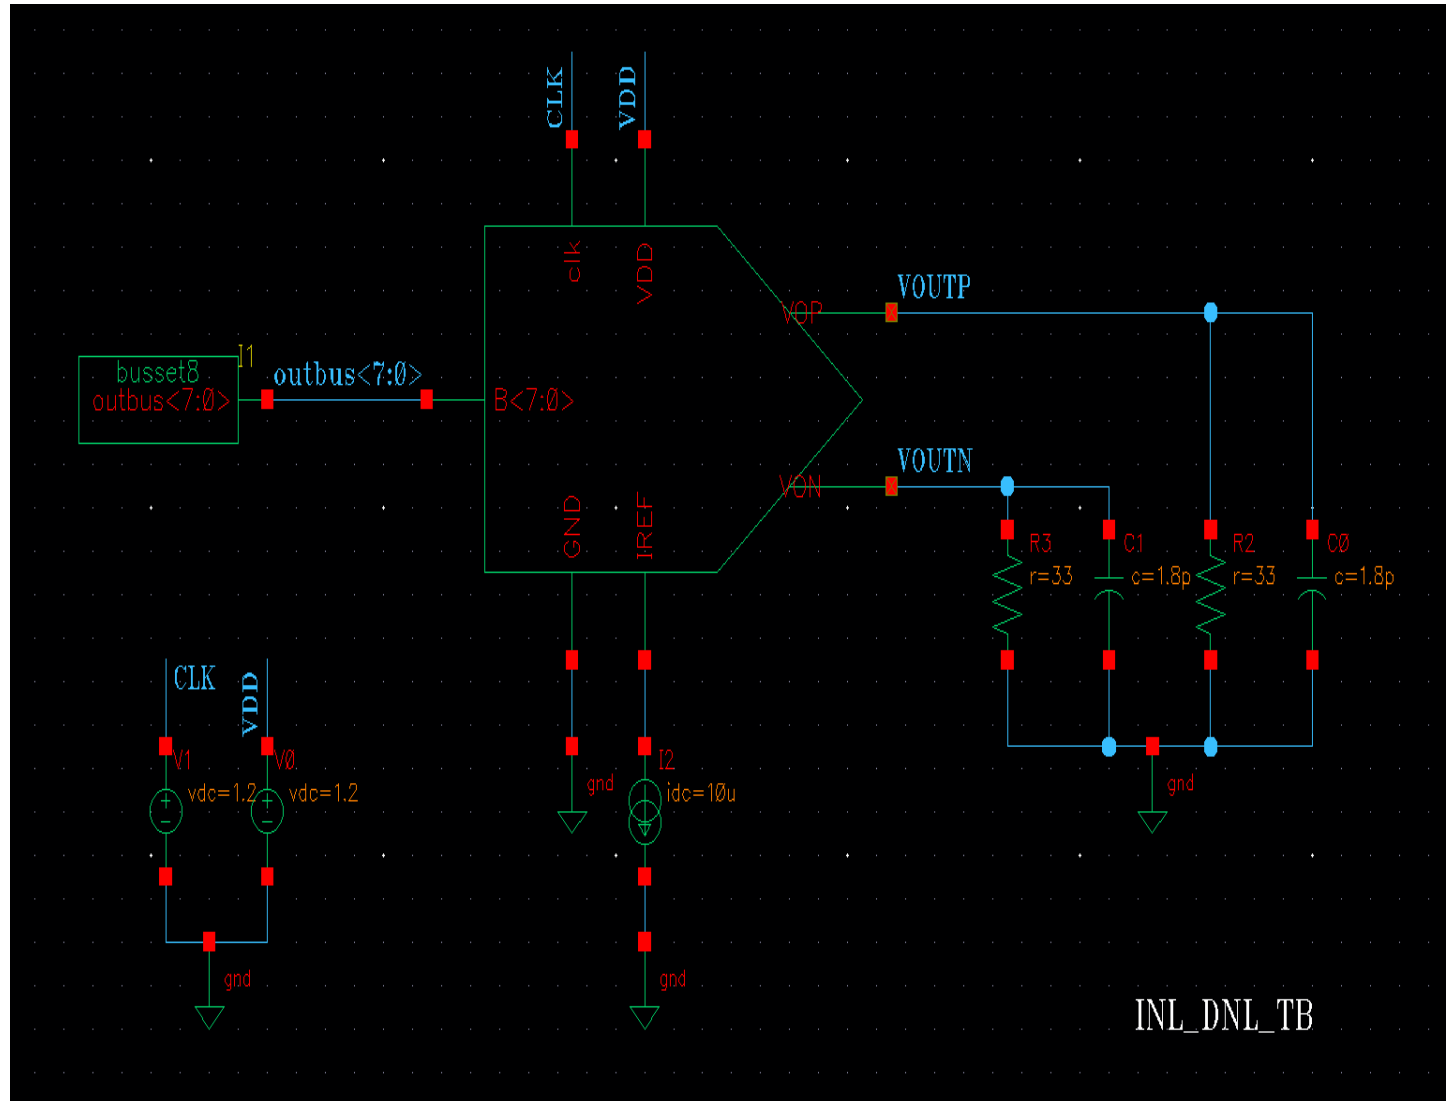 CLK
VDD
clk
VDD
VOP
VOUTP
I1
busset8
outbus<7:0>
outbus<7:0>
B<7:0>
VON
VOUTN
GND
IREF
R3
r=33
C1
c=1.8p
R2
r=33
C0
c=1.8p
CLK
VDD
V1
vdc=1.2
V0
vdc=1.2
gnd
I2
idc=10u
gnd
gnd
gnd
INL_DNL_TB